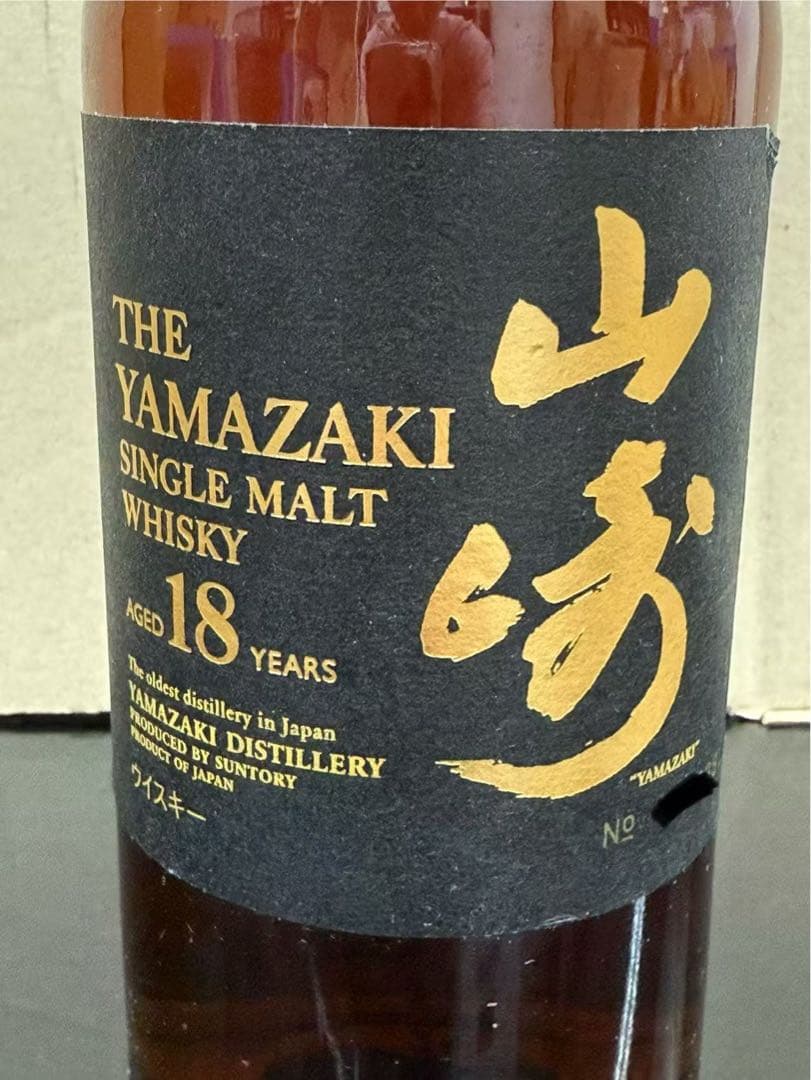 THE
YAMAZAKI
SINGLE MALT
WHISKY
AGED 18 YEARS
The oldest distillery in Japan
YAMAZAKI DISTILLERY
PRODUCED BY SUNTORY
PRODUCT OF JAPAN
ウイスキー
山崎
"YAMAZAKI"
No